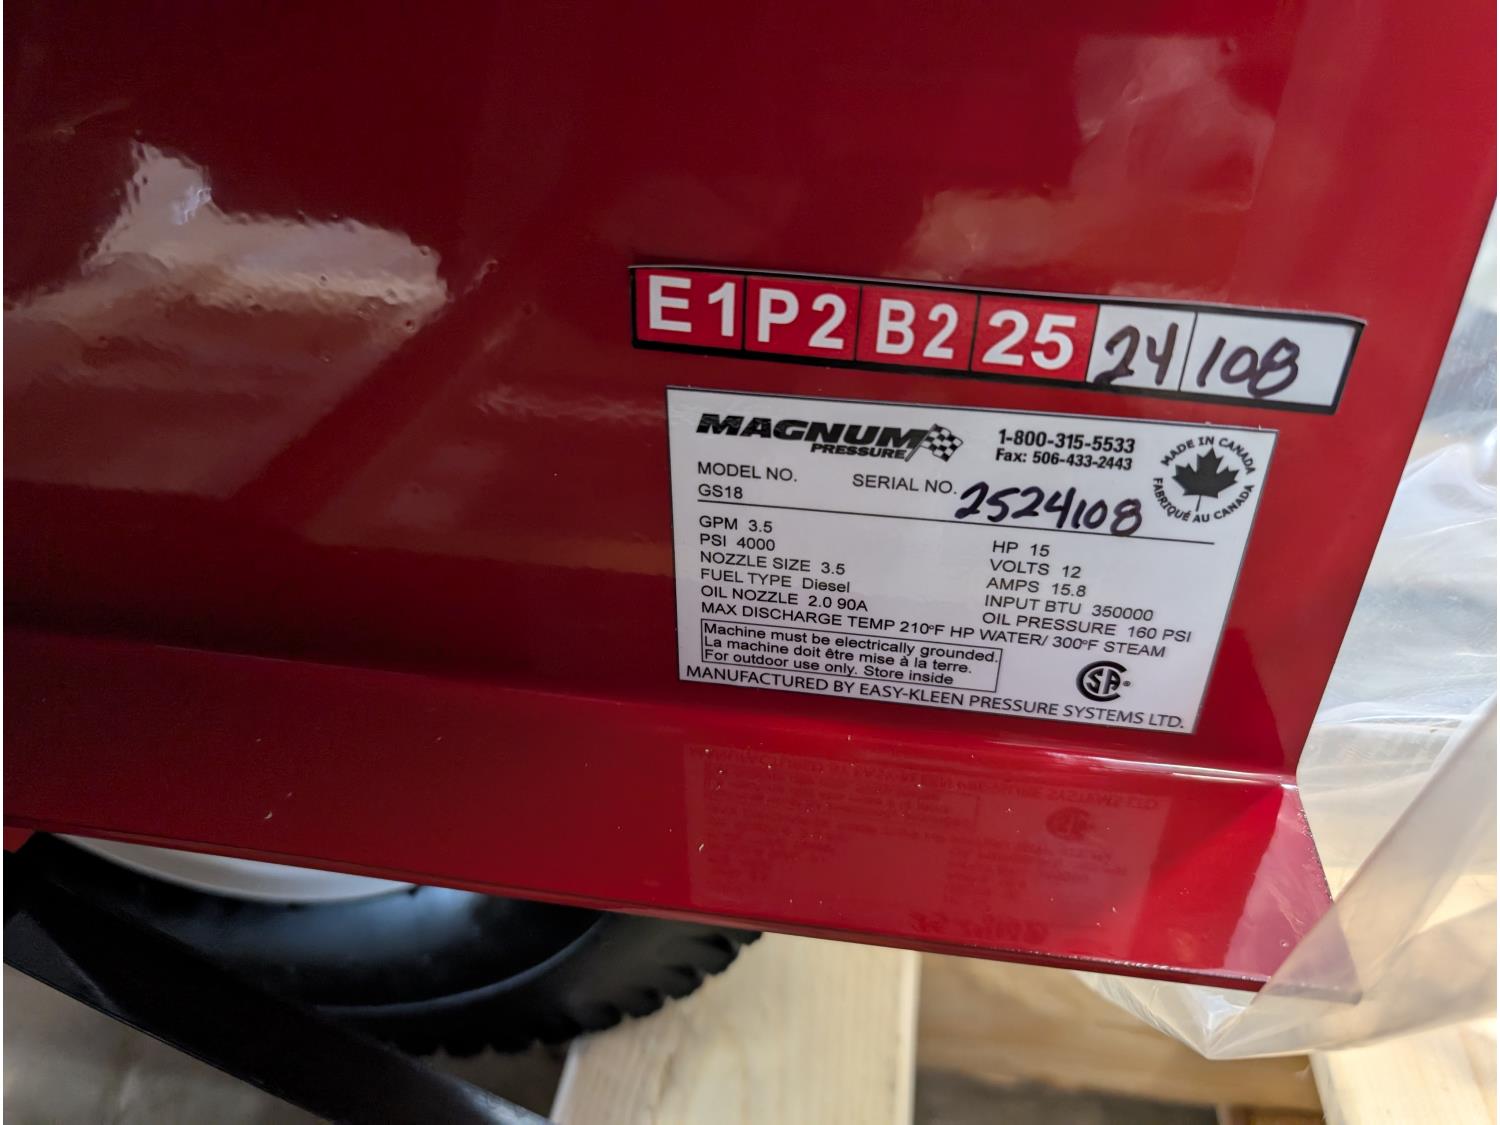 E1 P2 B2 25 24 108
MAGNUM
PRESSURE
1-800-315-5533
Fax: 506-433-2443
MADE IN CANADA
FABRIQUÉ AU CANADA
MODEL NO.
GS18
SERIAL NO. 2524108
GPM 3.5
PSI 4000
NOZZLE SIZE 3.5
FUEL TYPE Diesel
OIL NOZZLE 2.0 90A
HP 15
VOLTS 12
AMPS 15.8
INPUT BTU 350000
OIL PRESSURE 160 PSI
MAX DISCHARGE TEMP 210°F HP WATER/ 300°F STEAM
Machine must be electrically grounded.
La machine doit être mise à la terre.
For outdoor use only. Store inside
SA®
MANUFACTURED BY EASY-KLEEN PRESSURE SYSTEMS LTD.